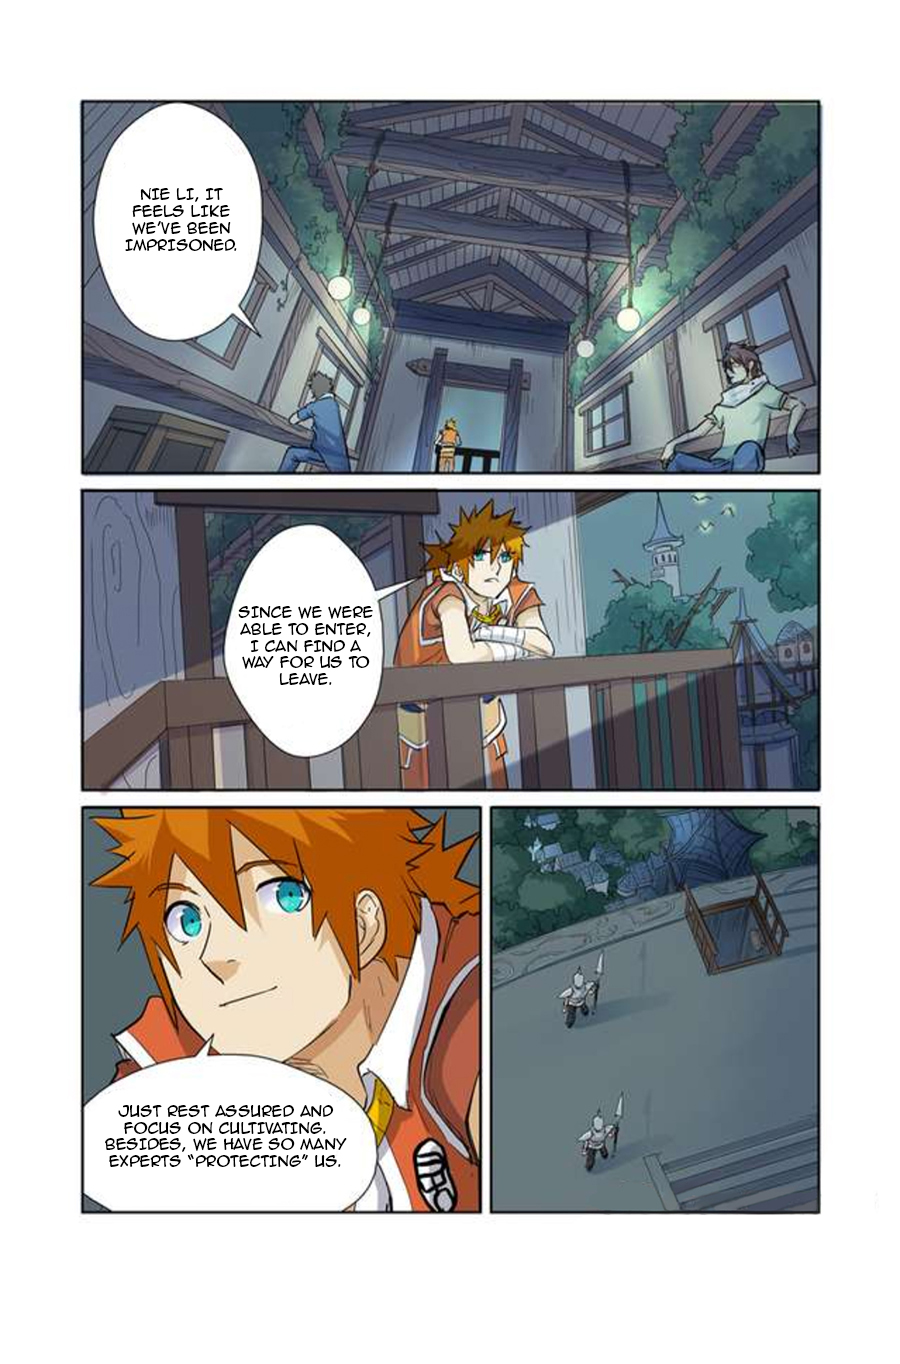 NIE LI, IT
FEELS LIKE
WE'VE BEEN
IMPRISONED.
SINCE WE WERE
ABLE TO ENTER,
I CAN FIND A
WAY FOR US TO
LEAVE.
JUST REST ASSURED AND
FOCUS ON CULTIVATING.
BESIDES, WE HAVE SO MANY
EXPERTS "PROTECTING" US.